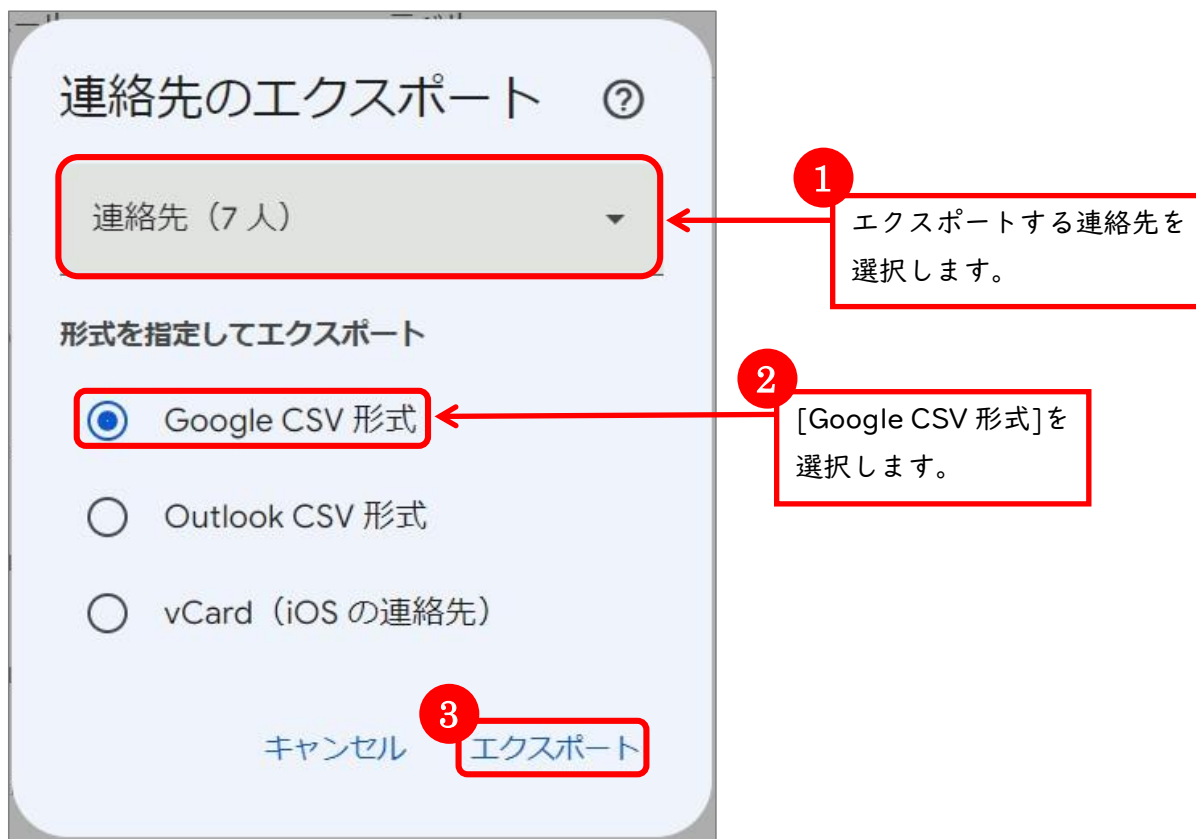 連絡先のエクスポート
連絡先（7 人）
1
エクスポートする連絡先を
選択します。
形式を指定してエクスポート
2
Google CSV 形式
[Google CSV 形式]を
選択します。
Outlook CSV 形式
vCard（iOS の連絡先）
3
キャンセル
エクスポート